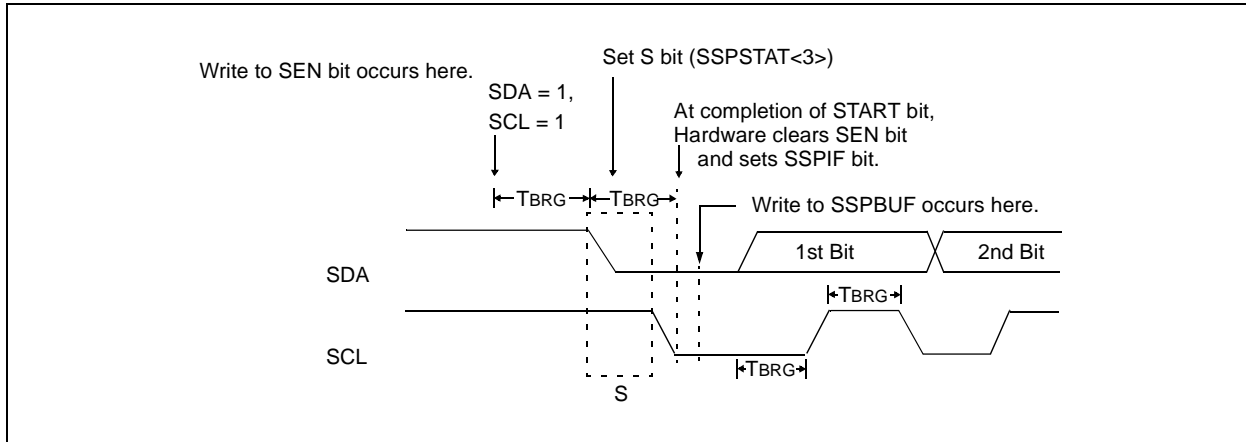 Write to SEN bit occurs here.
Set S bit (SSPSTAT<3>)
SDA = 1,
SCL = 1
At completion of START bit,
Hardware clears SEN bit
and sets SSPIF bit.
TBRG
TBRG
Write to SSPBUF occurs here.
SDA
1st Bit
2nd Bit
TBRG
SCL
TBRG
S